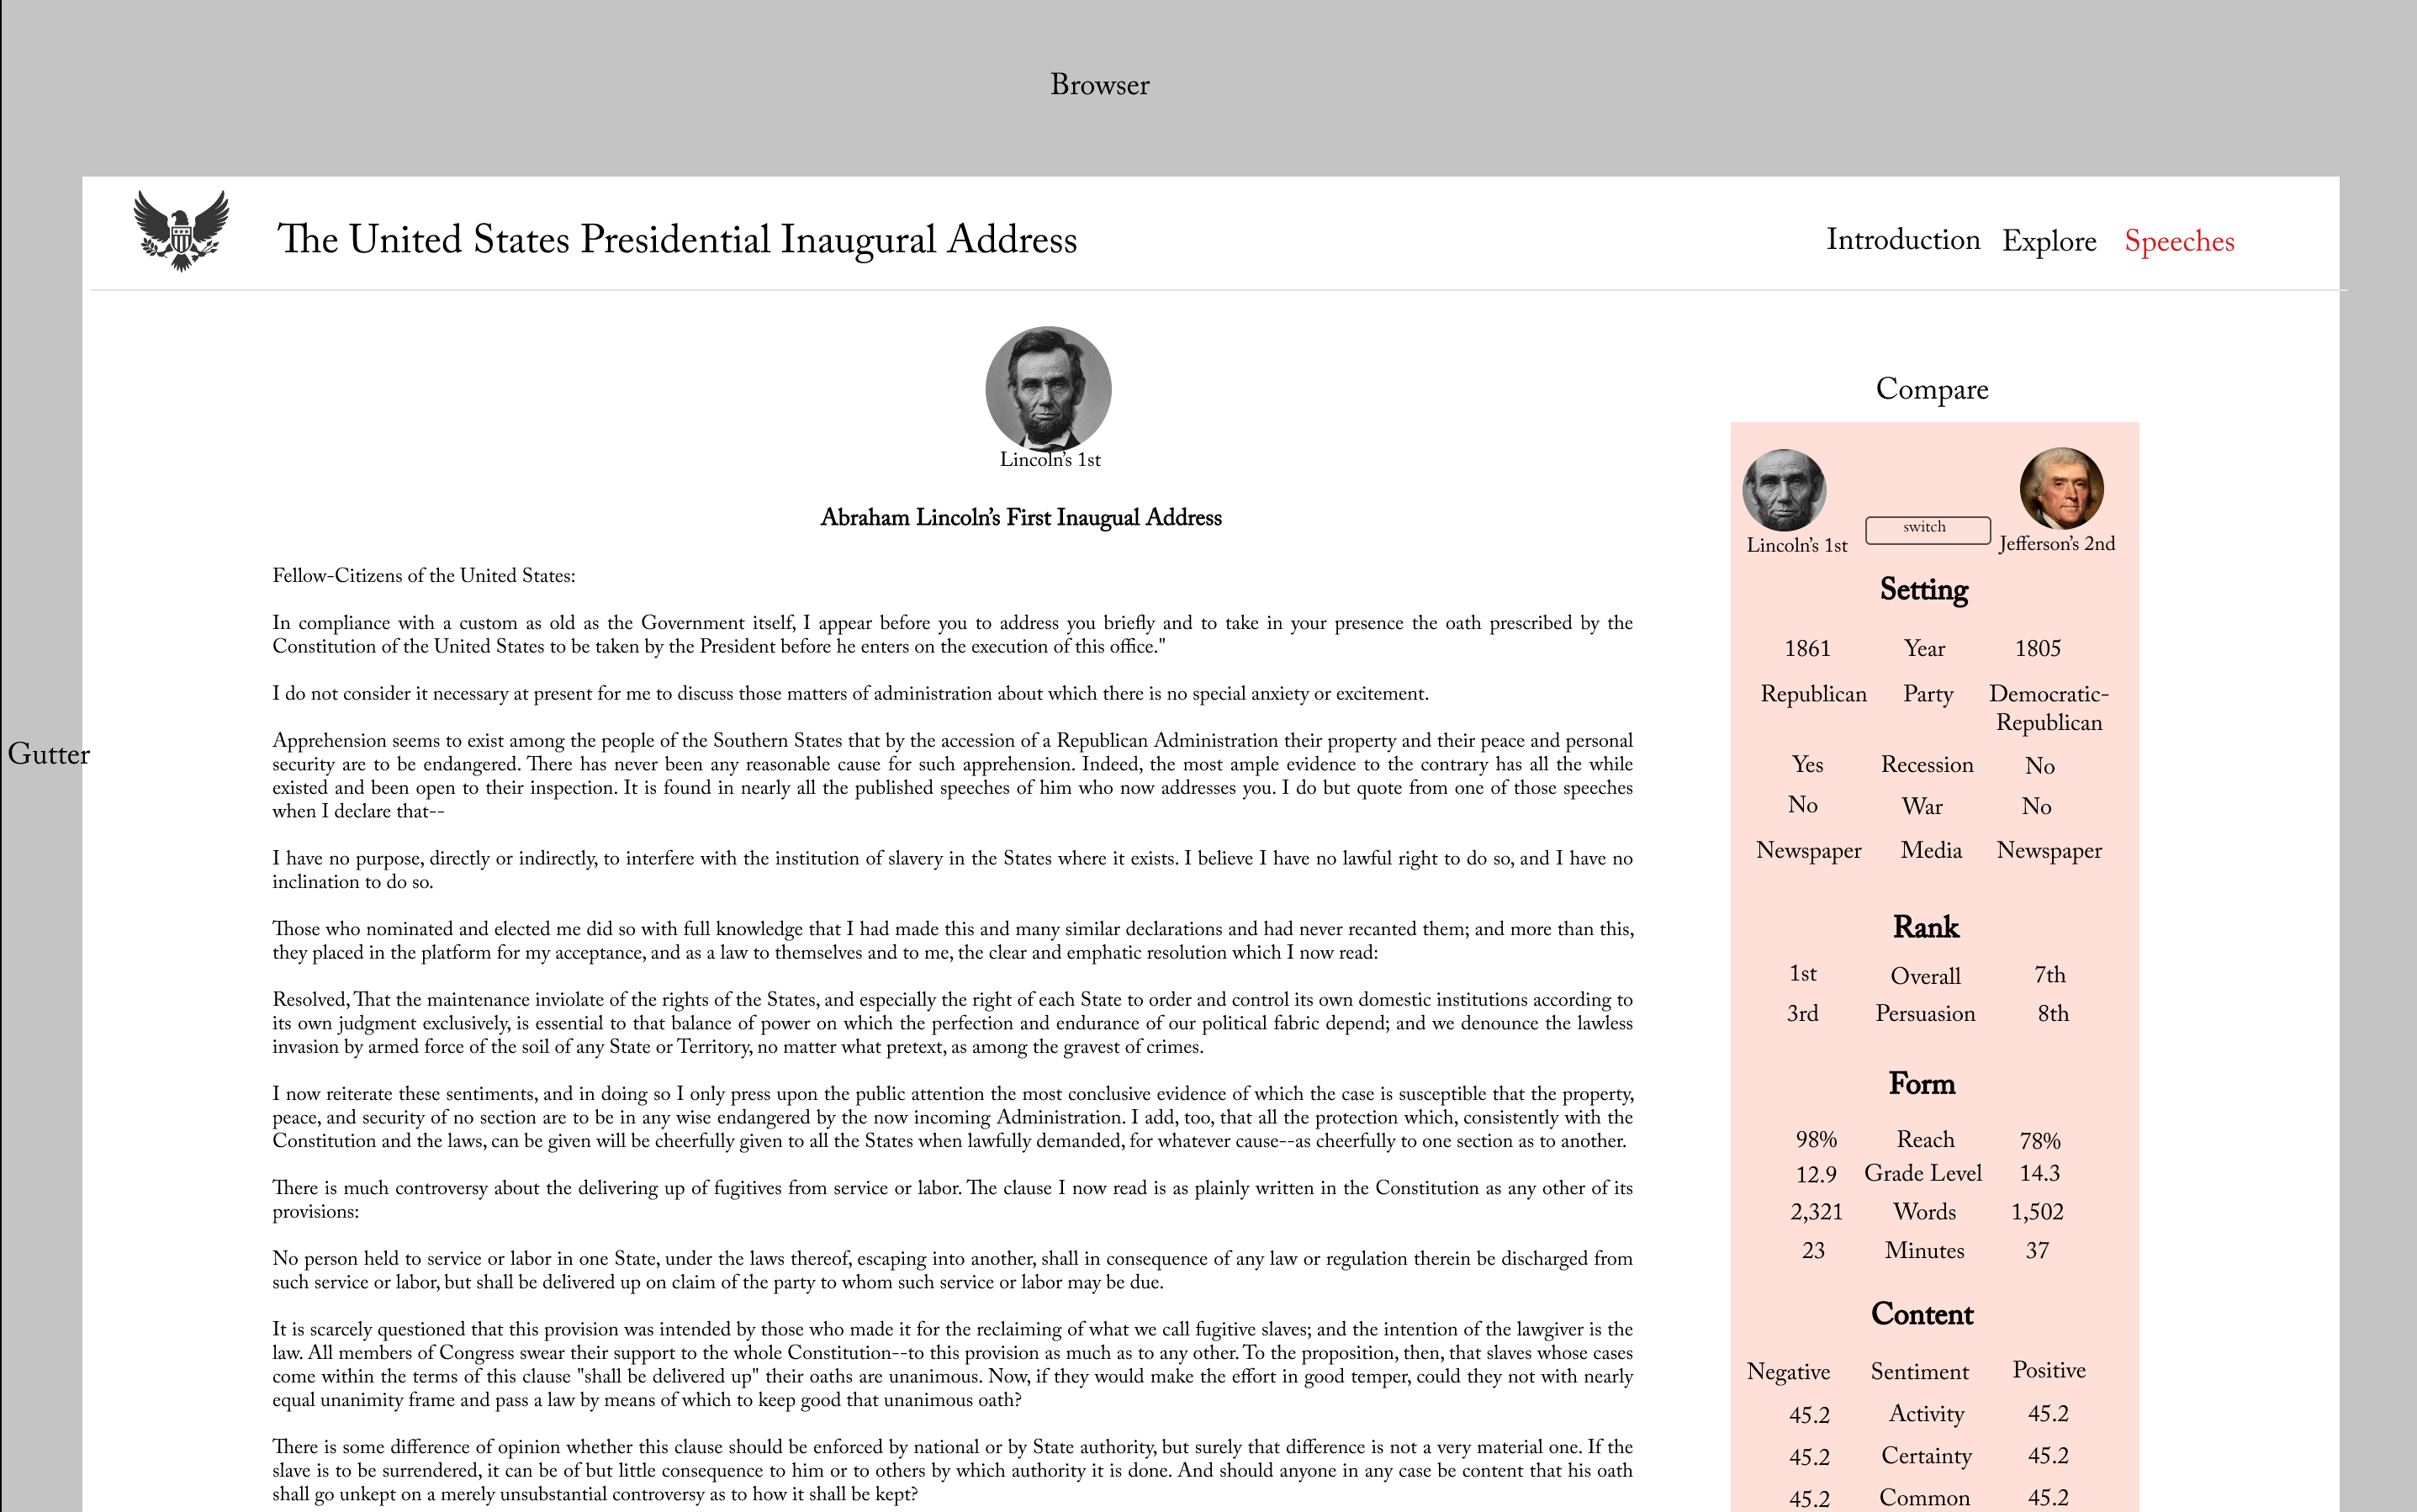 Browser
The United States Presidential Inaugural Address
Introduction Explore Speeches
Gutter
Lincoln's 1st
Abraham Lincoln's First Inaugual Address
Fellow-Citizens of the United States:
In compliance with a custom as old as the Government itself, I appear before you to address you briefly and to take in your presence the oath prescribed by the
Constitution of the United States to be taken by the President before he enters on the execution of this office."
I do not consider it necessary at present for me to discuss those matters of administration about which there is no special anxiety or excitement.
Apprehension seems to exist among the people of the Southern States that by the accession of a Republican Administration their property and their peace and personal
security are to be endangered. There has never been any reasonable cause for such apprehension. Indeed, the most ample evidence to the contrary has all the while
existed and been open to their inspection. It is found in nearly all the published speeches of him who now addresses you. I do but quote from one of those speeches
when I declare that--
I have no purpose, directly or indirectly, to interfere with the institution of slavery in the States where it exists. I believe I have no lawful right to do so, and I have no
inclination to do so.
Those who nominated and elected me did so with full knowledge that I had made this and many similar declarations and had never recanted them; and more than this,
they placed in the platform for my acceptance, and as a law to themselves and to me, the clear and emphatic resolution which I now read:
Resolved, That the maintenance inviolate of the rights of the States, and especially the right of each State to order and control its own domestic institutions according to
its own judgment exclusively, is essential to that balance of power on which the perfection and endurance of our political fabric depend; and we denounce the lawless
invasion by armed force of the soil of any State or Territory, no matter what pretext, as among the gravest of crimes.
I now reiterate these sentiments, and in doing so I only press upon the public attention the most conclusive evidence of which the case is susceptible that the property,
peace, and security of no section are to be in any wise endangered by the now incoming Administration. I add, too, that all the protection which, consistently with the
Constitution and the laws, can be given will be cheerfully given to all the States when lawfully demanded, for whatever cause--as cheerfully to one section as to another.
There is much controversy about the delivering up of fugitives from service or labor. The clause I now read is as plainly written in the Constitution as any other of its
provisions:
No person held to service or labor in one State, under the laws thereof, escaping into another, shall in consequence of any law or regulation therein be discharged from
such service or labor, but shall be delivered up on claim of the party to whom such service or labor may be due.
It is scarcely questioned that this provision was intended by those who made it for the reclaiming of what we call fugitive slaves; and the intention of the lawgiver is the
law. All members of Congress swear their support to the whole Constitution--to this provision as much as to any other. To the proposition, then, that slaves whose cases
come within the terms of this clause "shall be delivered up" their oaths are unanimous. Now, if they would make the effort in good temper, could they not with nearly
equal unanimity frame and pass a law by means of which to keep good that unanimous oath?
There is some difference of opinion whether this clause should be enforced by national or by State authority, but surely that difference is not a very material one. If the
slave is to be surrendered, it can be of but little consequence to him or to others by which authority it is done. And should anyone in any case be content that his oath
shall go unkept on a merely unsubstantial controversy as to how it shall be kept?
Compare
Lincoln's 1st switch Jefferson's 2nd
Setting
1861 Year 1805
Republican Party Democratic-
Republican
Yes Recession No
No War No
Newspaper Media Newspaper
Rank
1st Overall 7th
3rd Persuasion 8th
Form
98% Reach 78%
12.9 Grade Level 14.3
2,321 Words 1,502
23 Minutes 37
Content
Negative Sentiment Positive
45.2 Activity 45.2
45.2 Certainty 45.2
45.2 Common 45.2